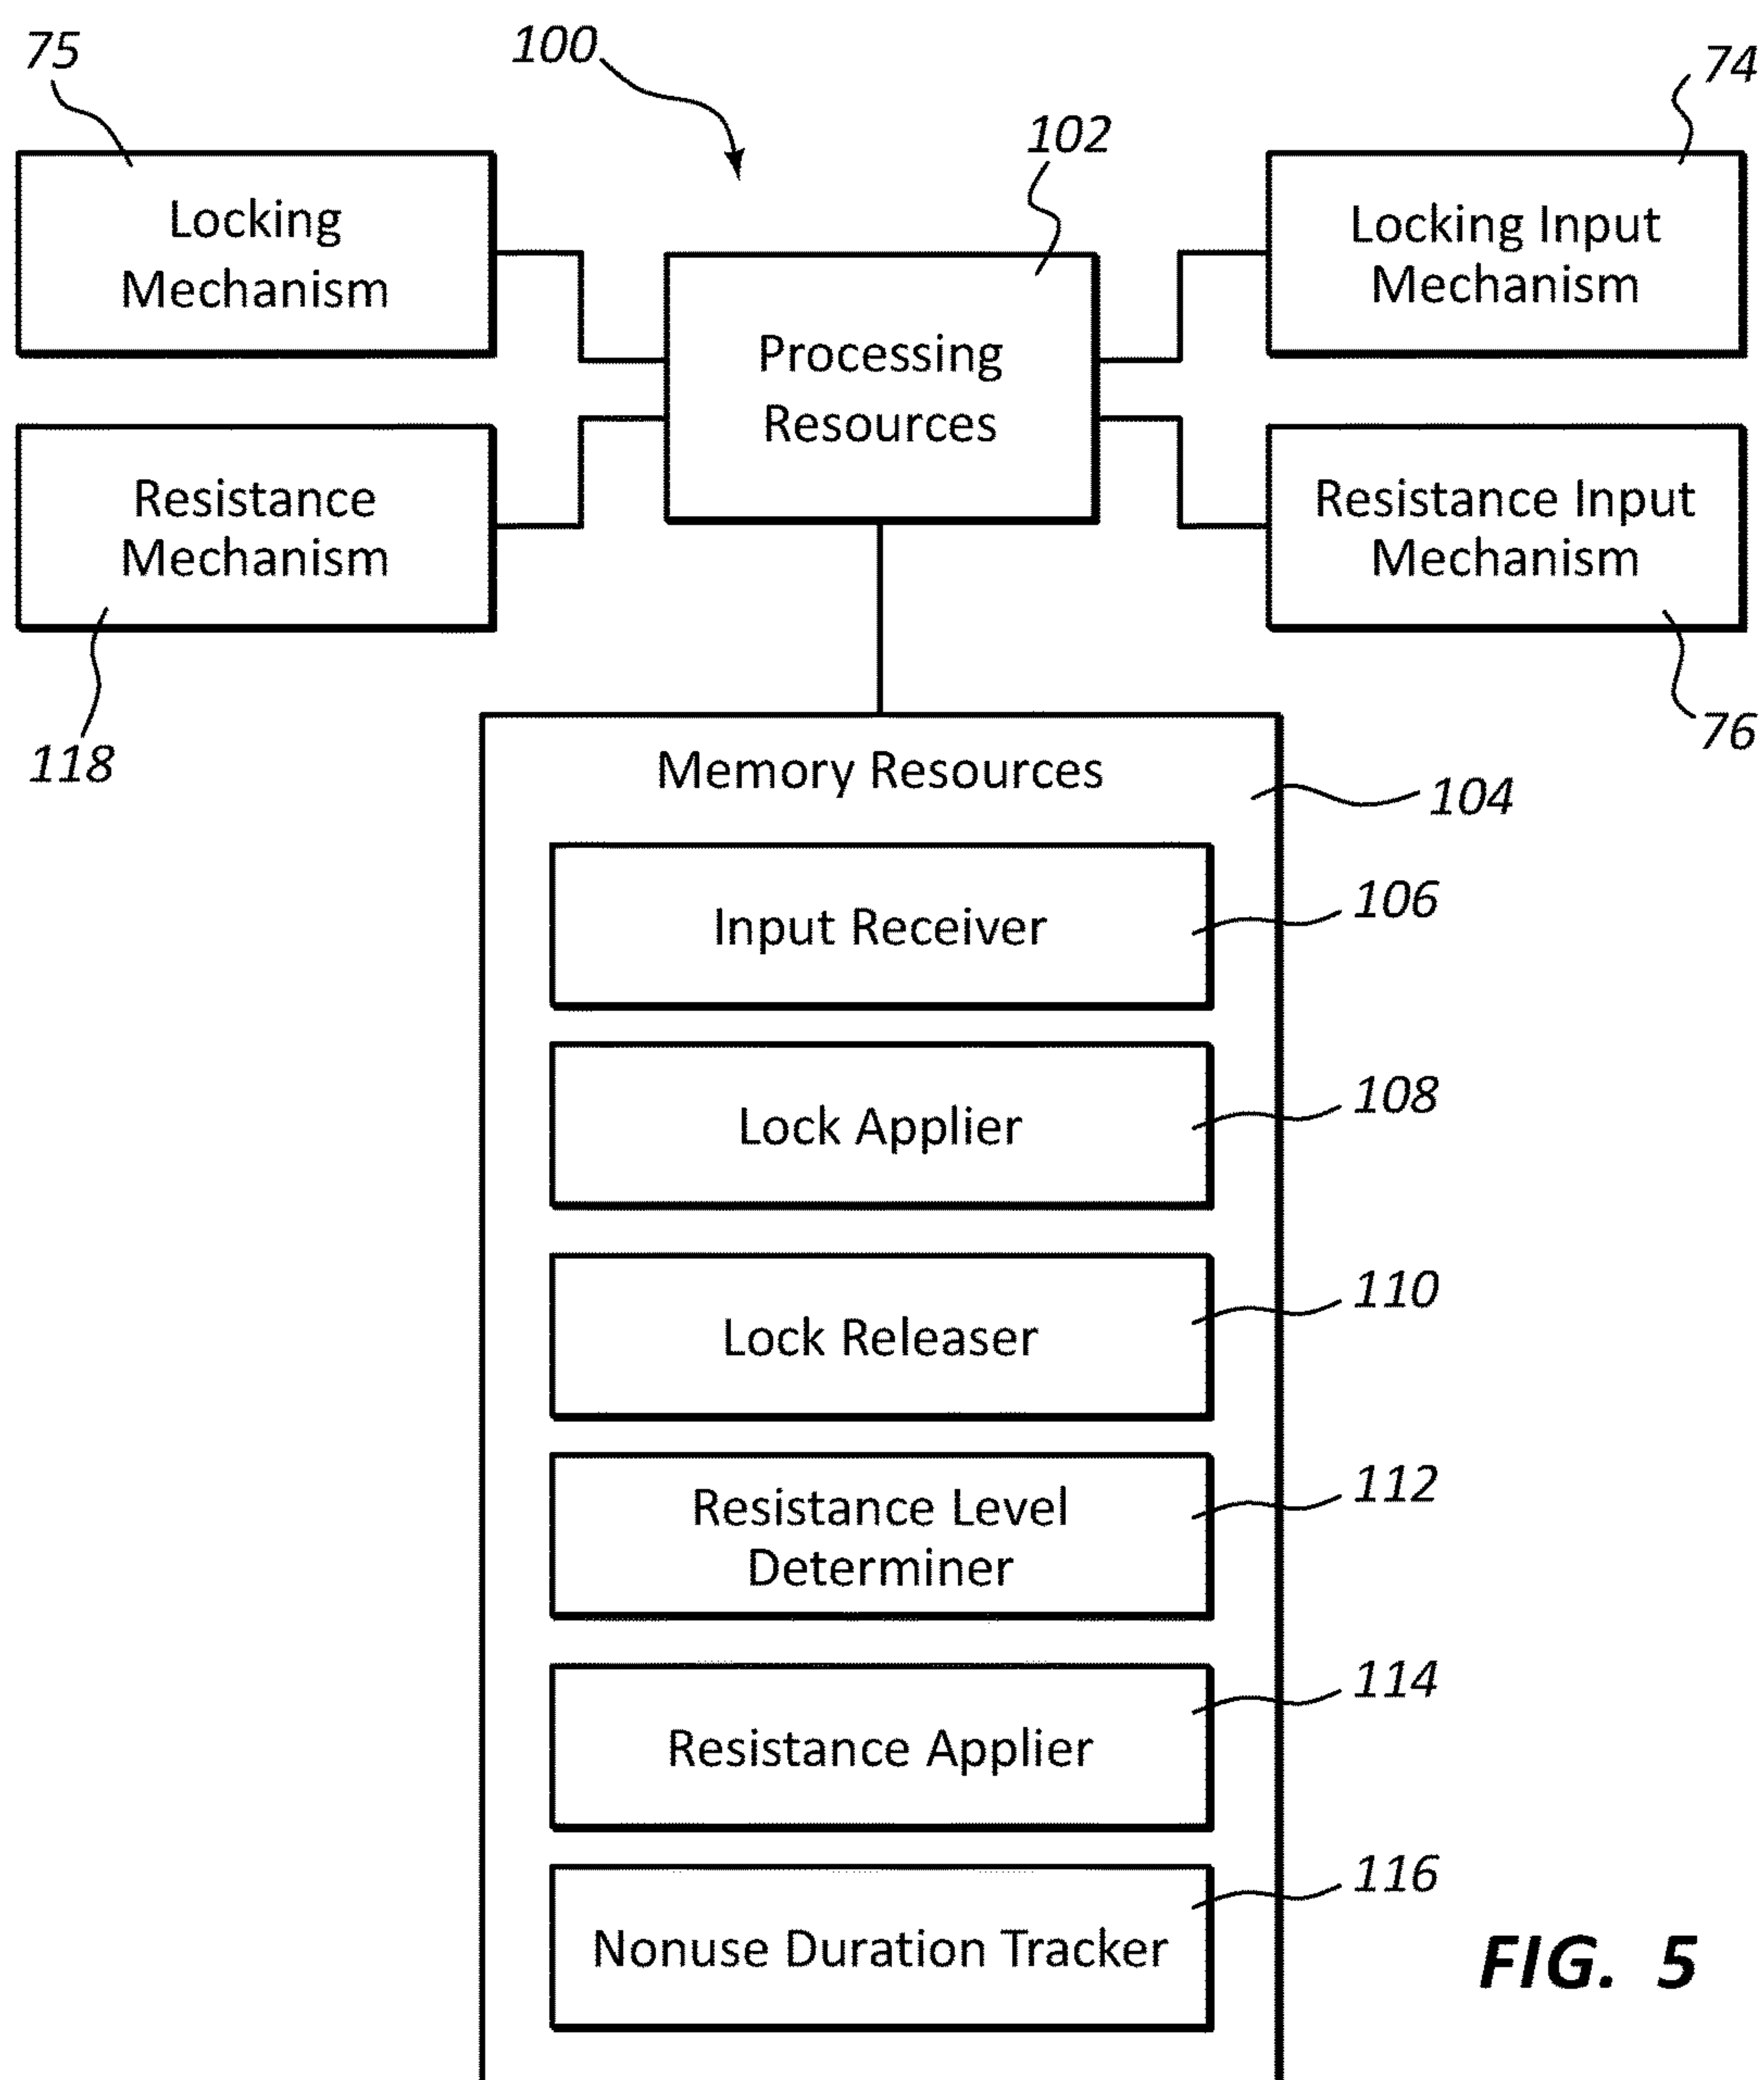 75
100
74
102
Locking
Mechanism
Locking Input
Mechanism
Processing
Resources
Resistance
Mechanism
Resistance Input
Mechanism
118
76
Memory Resources
104
Input Receiver
106
Lock Applier
108
Lock Releaser
110
Resistance Level
Determiner
112
Resistance Applier
114
Nonuse Duration Tracker
116
FIG. 5